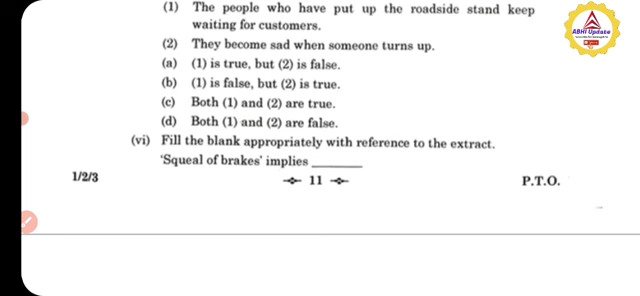 (1) The people who have put up the roadside stand keep
waiting for customers.
(2) They become sad when someone turns up.
(a) (1) is true, but (2) is false.
(b) (1) is false, but (2) is true.
(c) Both (1) and (2) are true.
(d) Both (1) and (2) are false.
(vi) Fill the blank appropriately with reference to the extract.
'Squeal of brakes' implies ________
1/2/3 11 P.T.O.
ABHI Update